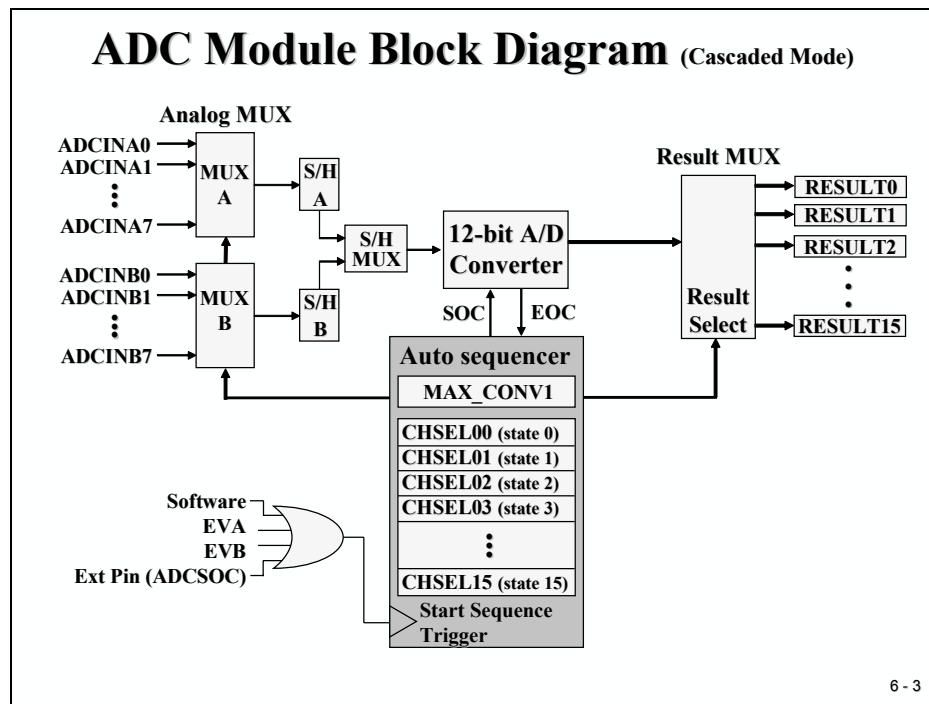 ADC Module Block Diagram (Cascaded Mode)
Analog MUX
ADCINA0
ADCINA1
ADCINA7
MUX
A
S/H
A
ADCINB0
ADCINB1
ADCINB7
MUX
B
S/H
B
S/H
MUX
12-bit A/D
Converter
SOC
EOC
Result MUX
Result
Select
RESULT0
RESULT1
RESULT2
RESULT15
Auto sequencer
MAX_CONV1
CHSEL00 (state 0)
CHSEL01 (state 1)
CHSEL02 (state 2)
CHSEL03 (state 3)
CHSEL15 (state 15)
Start Sequence
Trigger
Software
EVA
EVB
Ext Pin (ADCSOC)
6 - 3